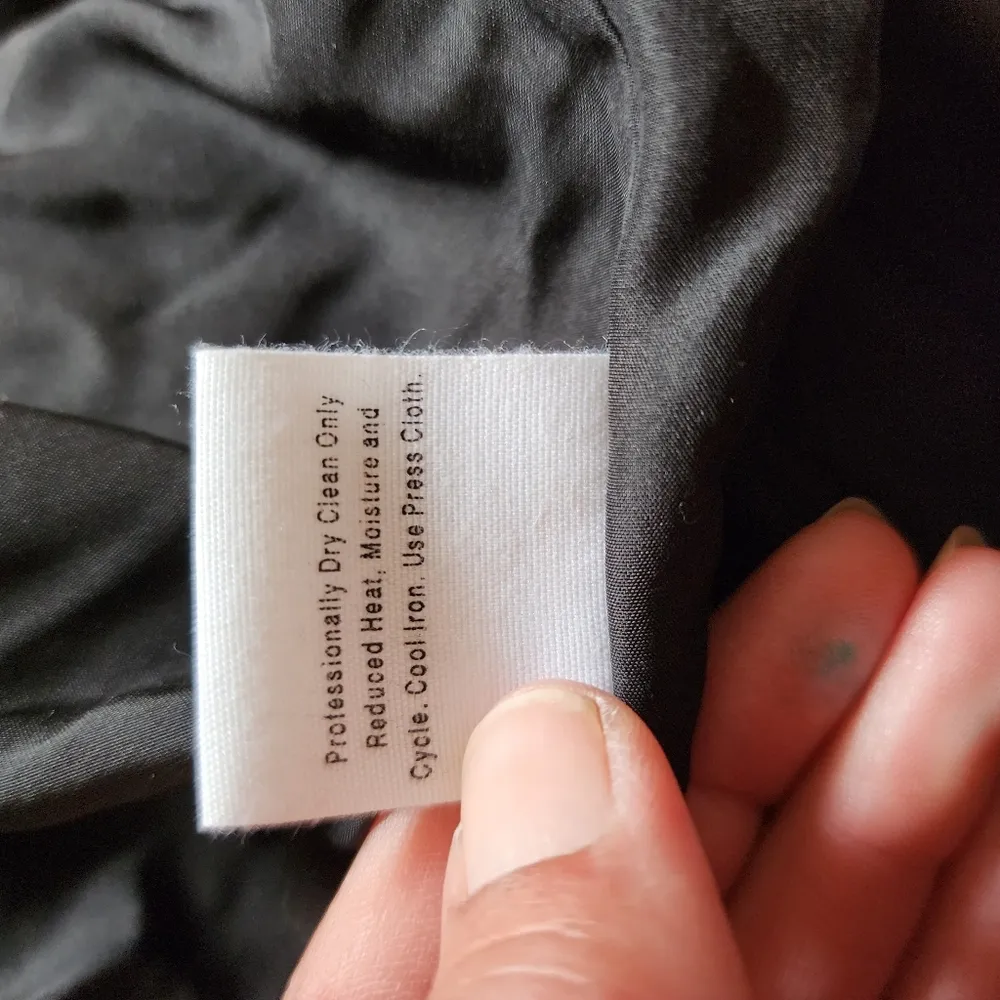 Professionally Dry Clean Only
Reduced Heat, Moisture and
Cycle. Cool Iron. Use Press Cloth.